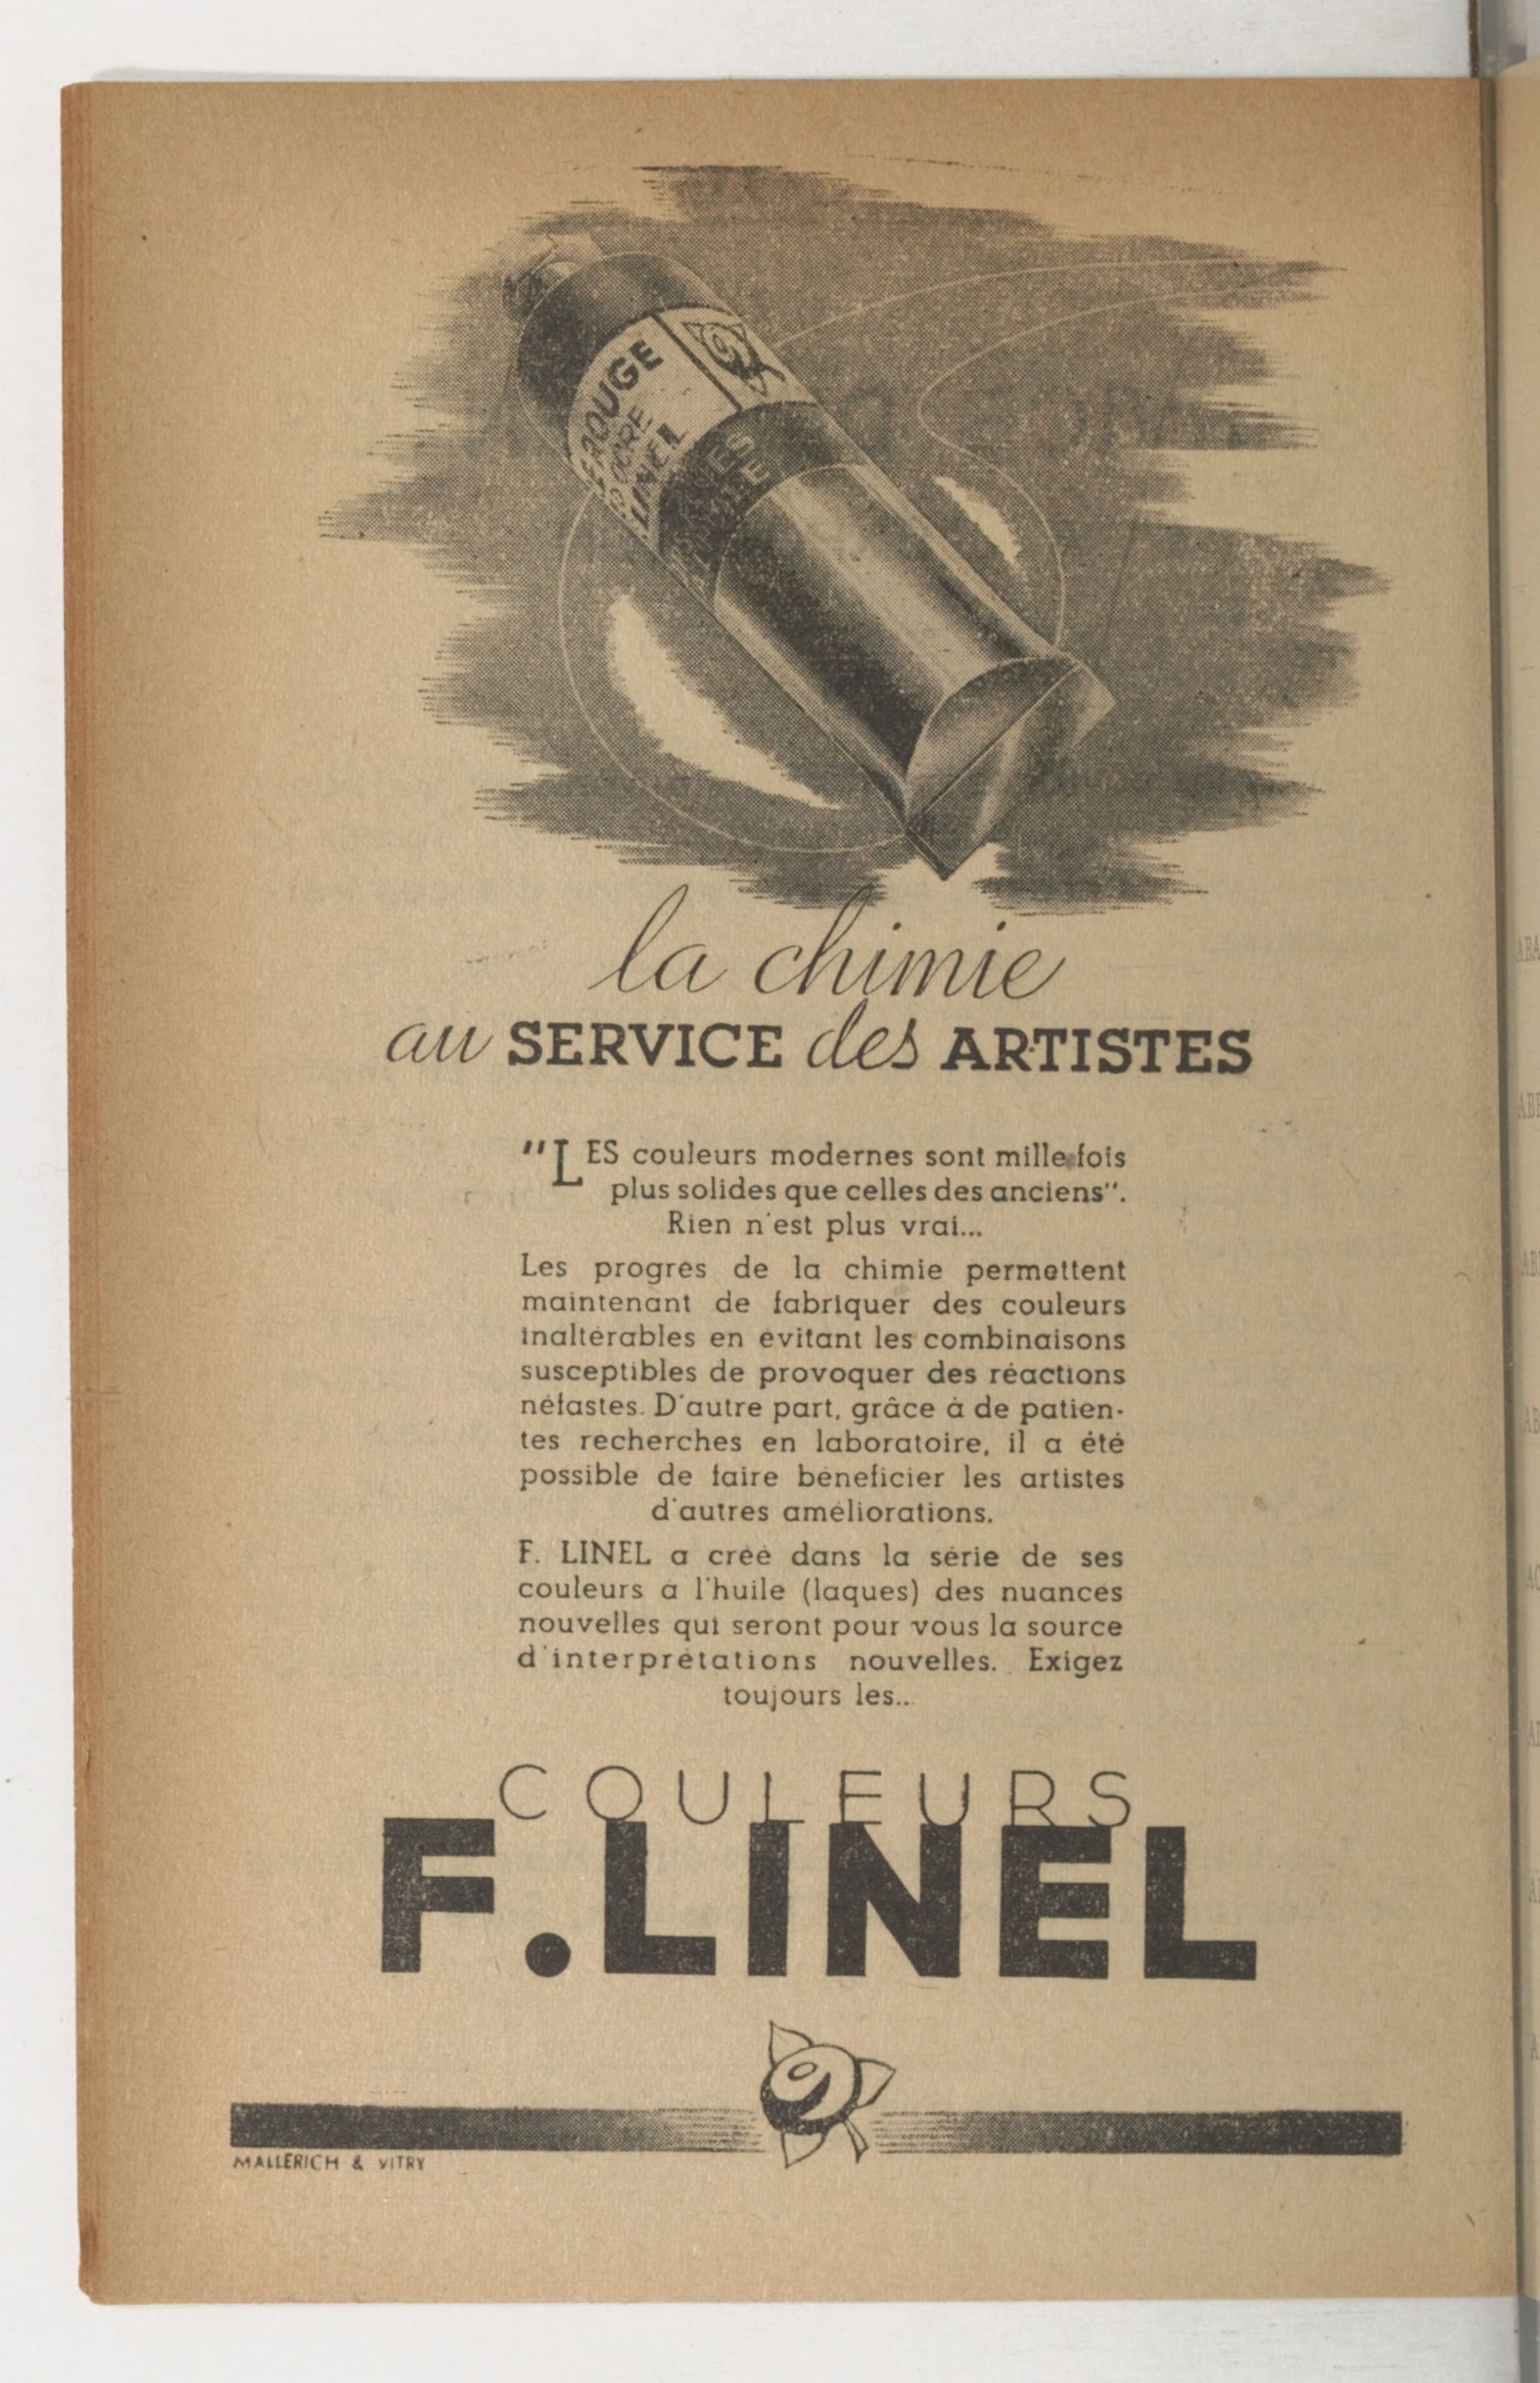 ROUGE
OCRE
LINEL
la chimie
au SERVICE des ARTISTES
"LES couleurs modernes sont mille fois
plus solides que celles des anciens".
Rien n'est plus vrai...
Les progrès de la chimie permettent
maintenant de fabriquer des couleurs
inaltérables en évitant les combinaisons
susceptibles de provoquer des réactions
néfastes. D'autre part, grâce à de patien-
tes recherches en laboratoire, il a été
possible de faire bénéficier les artistes
d'autres améliorations.
F. LINEL a créé dans la série de ses
couleurs à l'huile (laques) des nuances
nouvelles qui seront pour vous la source
d'interprétations nouvelles. Exigez
toujours les...
COULEURS
F. LINEL
MALLERICH & VITRY